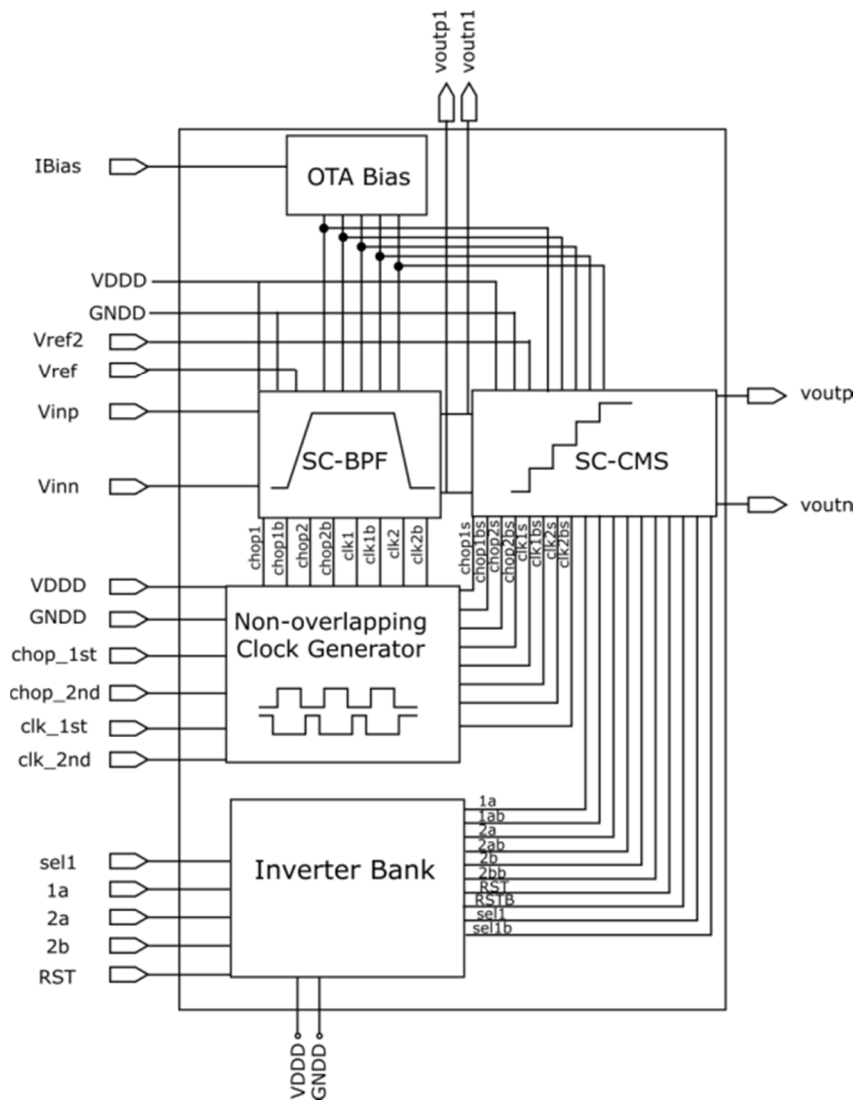 voutp1
voutn1
IBias
OTA Bias
VDDD
GNDD
Vref2
Vref
Vinp
Vinn
SC-BPF
SC-CMS
voutp
voutn
chop1
chop1b
chop2
chop2b
clk1
clk1b
clk2
clk2b
chop1s
chop1bs
chop2s
chop2bs
clk1s
clk1bs
clk2s
clk2bs
VDDD
GNDD
chop_1st
chop_2nd
clk_1st
clk_2nd
Non-overlapping
Clock Generator
1a
1ab
2a
2ab
2b
2bb
RST
RSTB
sel1
sel1b
Inverter Bank
sel1
1a
2a
2b
RST
VDDD
GNDD